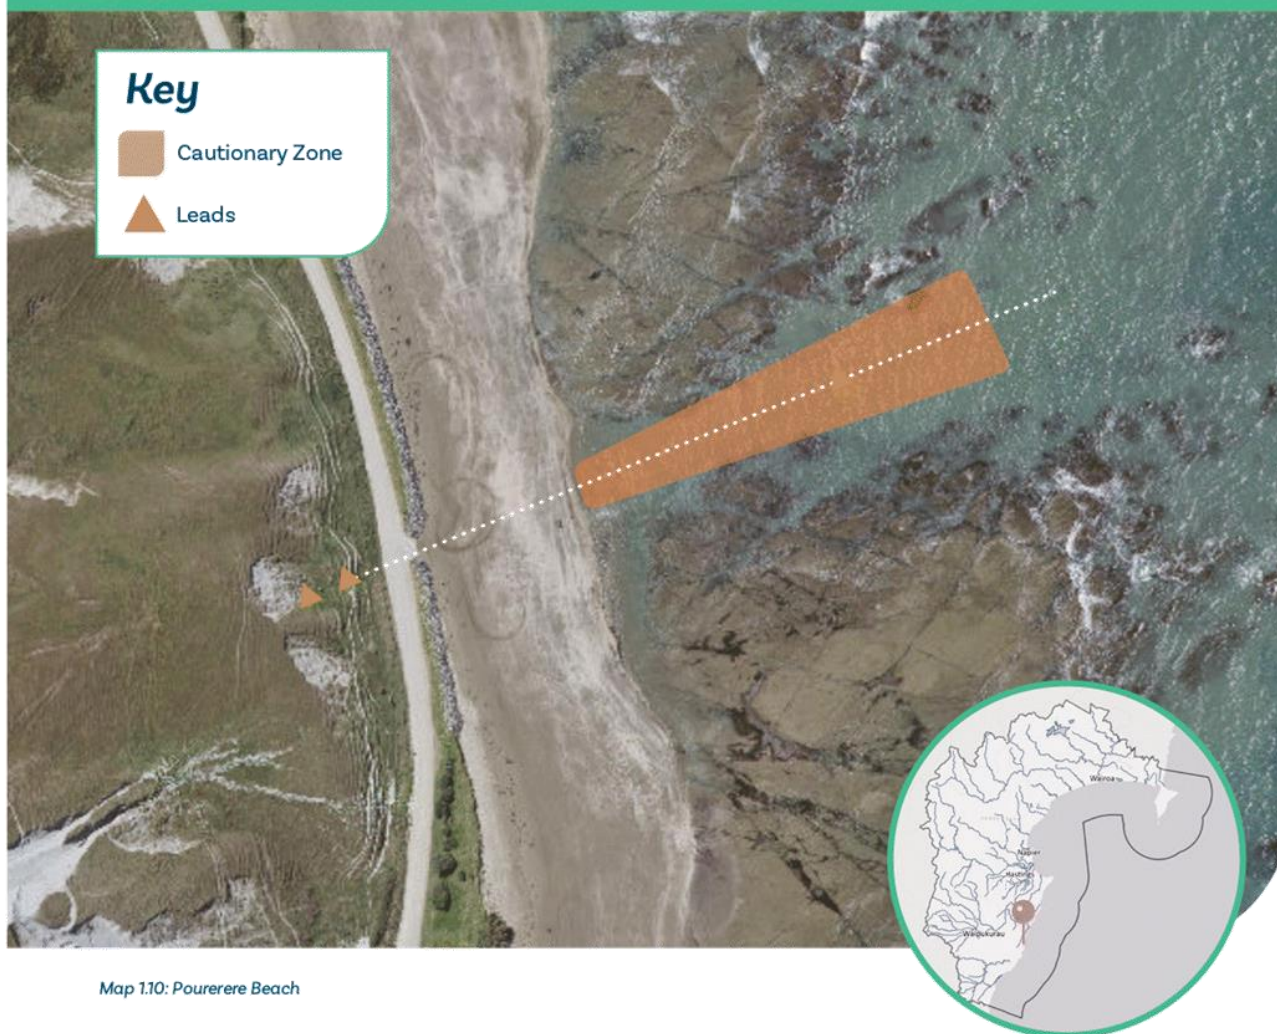 Key
Cautionary Zone
Leads
Wairoa
Napier
Hastings
Waipukurau
Map 1.10: Pourerere Beach